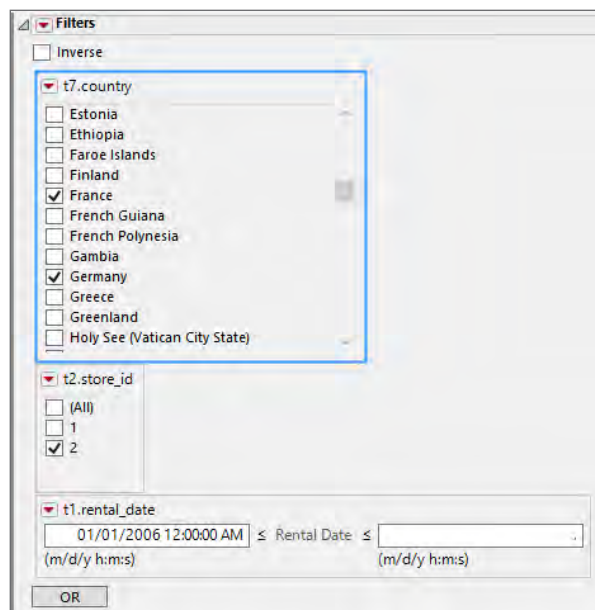 Filters
Inverse
t7.country
Estonia
Ethiopia
Faroe Islands
Finland
France
French Guiana
French Polynesia
Gambia
Germany
Greece
Greenland
Holy See (Vatican City State)
t2.store_id
(All)
1
2
t1.rental_date
01/01/2006 12:00:00 AM ≤ Rental Date ≤ .
(m/d/y h:m:s) (m/d/y h:m:s)
OR